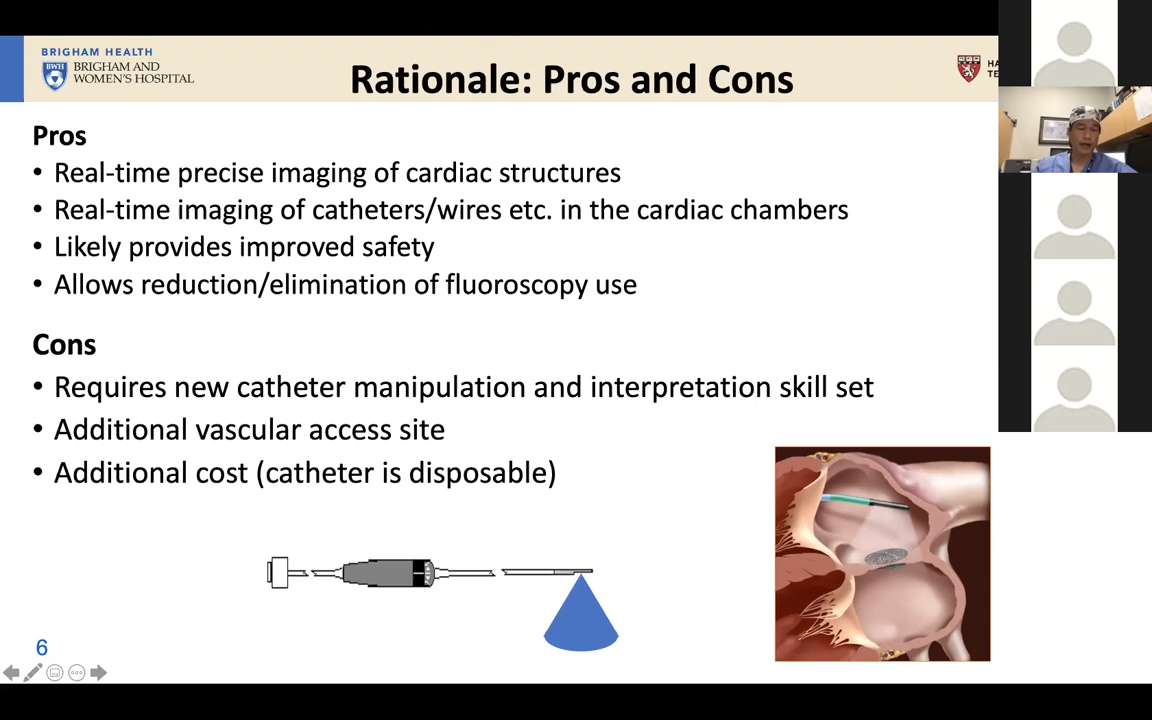 BRIGHAM HEALTH
BWH
BRIGHAM AND
WOMEN'S HOSPITAL
Rationale: Pros and Cons
HA
TE
Pros
• Real-time precise imaging of cardiac structures
• Real-time imaging of catheters/wires etc. in the cardiac chambers
• Likely provides improved safety
• Allows reduction/elimination of fluoroscopy use
Cons
• Requires new catheter manipulation and interpretation skill set
• Additional vascular access site
• Additional cost (catheter is disposable)
6